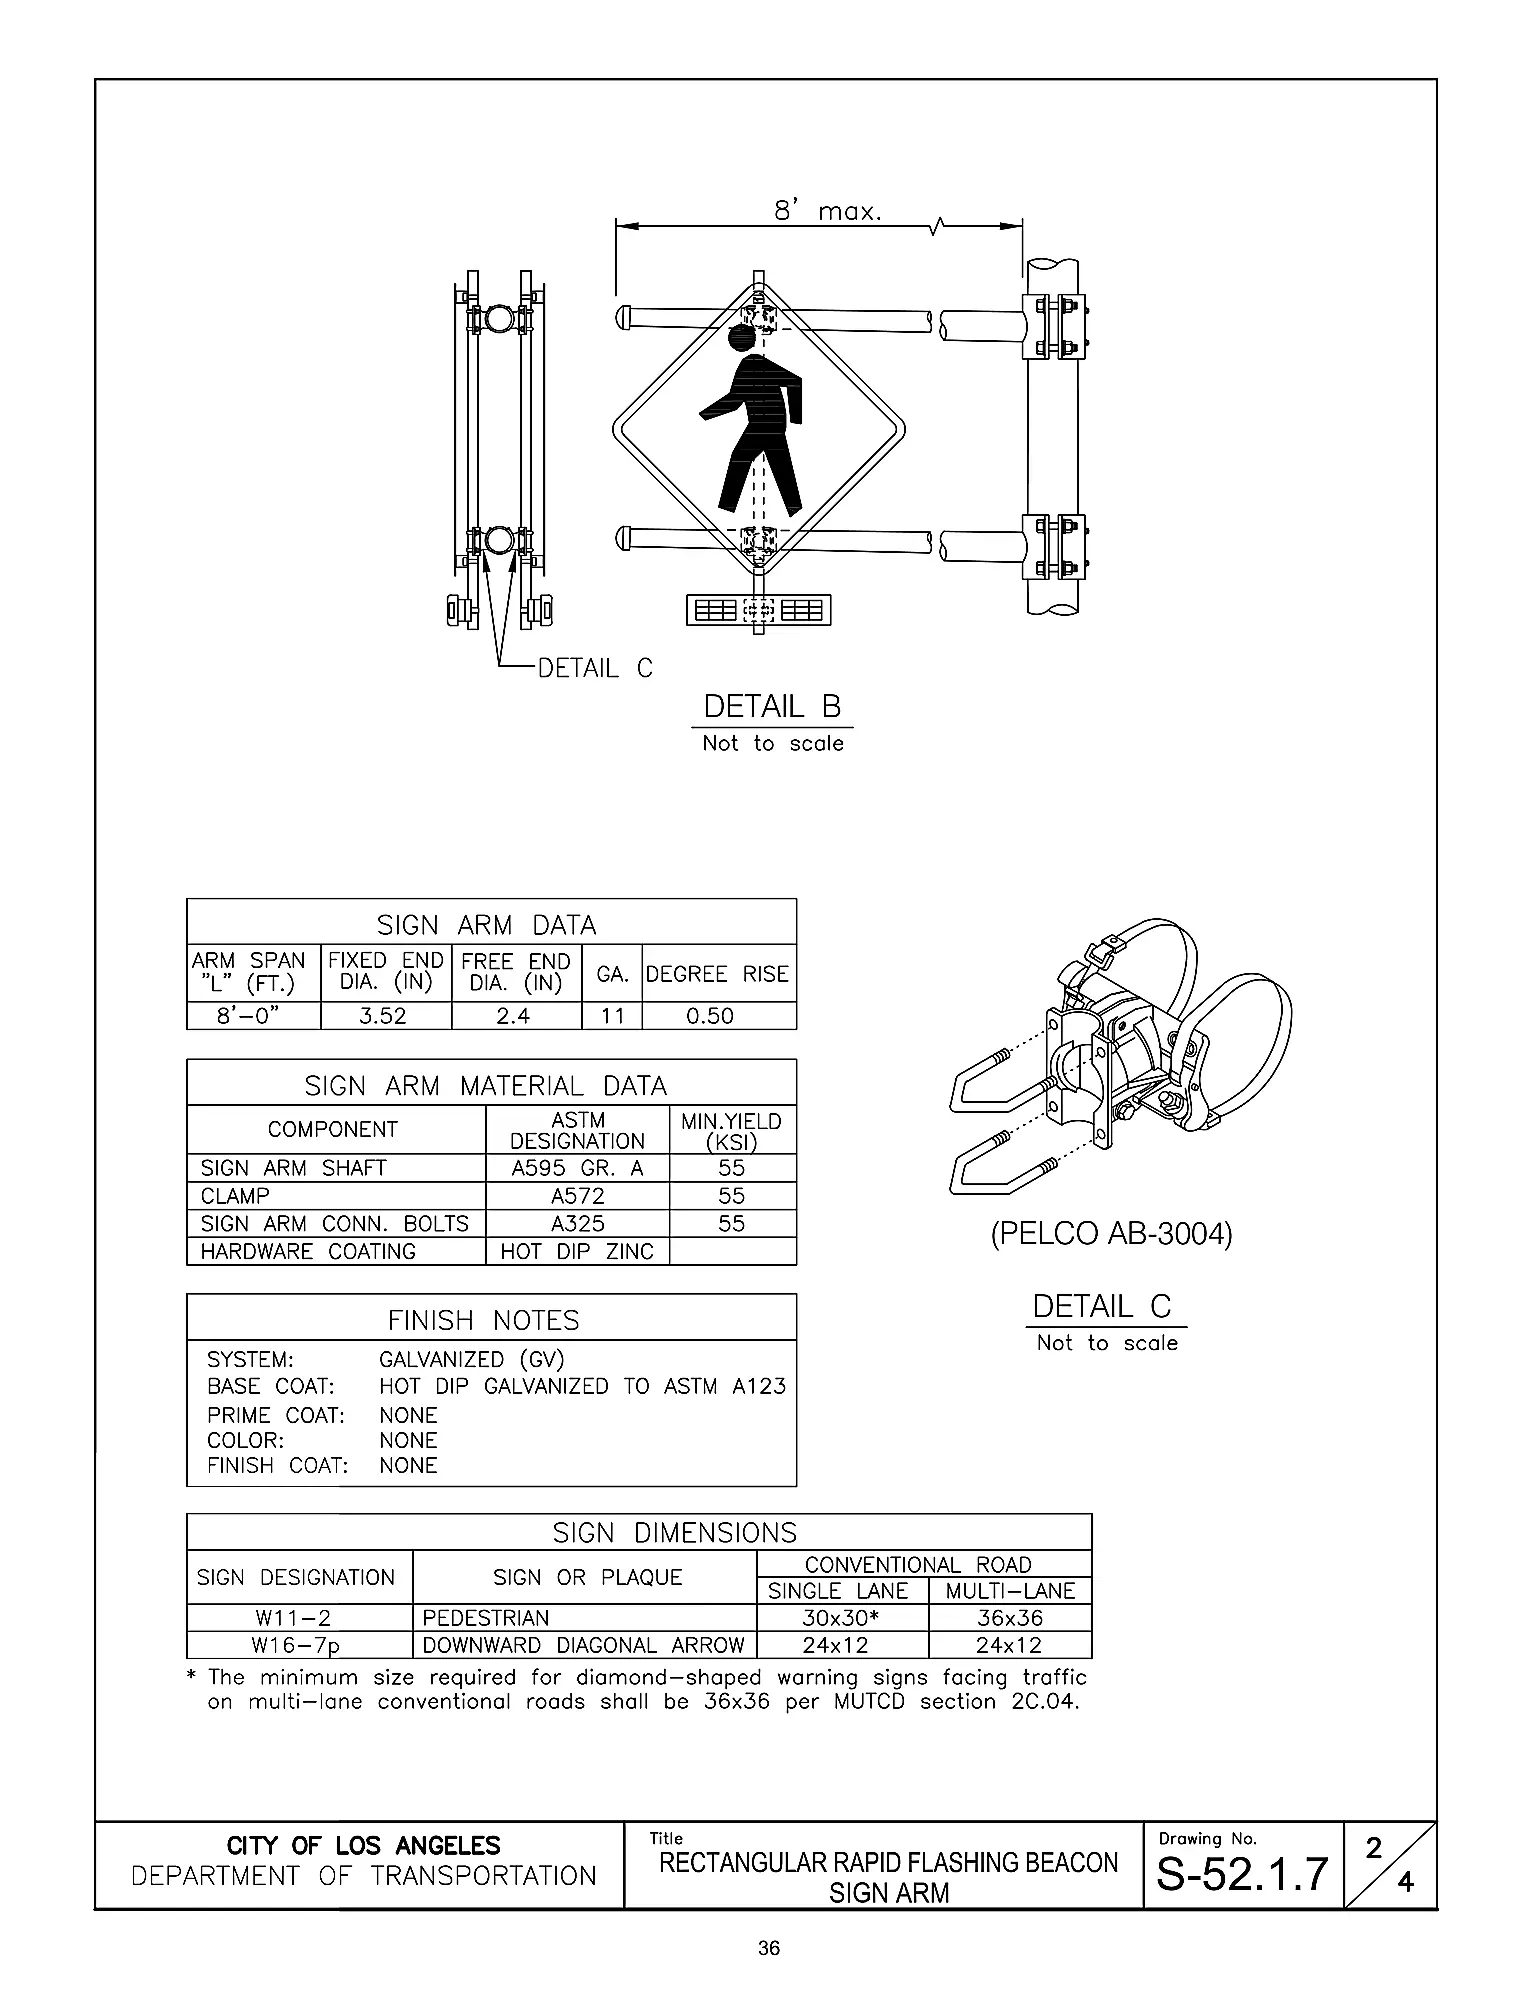 8' max.
DETAIL C
DETAIL B
Not to scale
SIGN ARM DATA
ARM SPAN "L" (FT.) FIXED END DIA. (IN) FREE END DIA. (IN) GA. DEGREE RISE
8'-0" 3.52 2.4 11 0.50
SIGN ARM MATERIAL DATA
COMPONENT ASTM DESIGNATION MIN.YIELD (KSI)
SIGN ARM SHAFT A595 GR. A 55
CLAMP A572 55
SIGN ARM CONN. BOLTS A325 55
HARDWARE COATING HOT DIP ZINC
(PELCO AB-3004)
DETAIL C
Not to scale
FINISH NOTES
SYSTEM: GALVANIZED (GV)
BASE COAT: HOT DIP GALVANIZED TO ASTM A123
PRIME COAT: NONE
COLOR: NONE
FINISH COAT: NONE
SIGN DIMENSIONS
SIGN DESIGNATION SIGN OR PLAQUE CONVENTIONAL ROAD
SINGLE LANE MULTI-LANE
W11-2 PEDESTRIAN 30x30* 36x36
W16-7p DOWNWARD DIAGONAL ARROW 24x12 24x12
* The minimum size required for diamond-shaped warning signs facing traffic
on multi-lane conventional roads shall be 36x36 per MUTCD section 2C.04.
CITY OF LOS ANGELES
DEPARTMENT OF TRANSPORTATION
Title
RECTANGULAR RAPID FLASHING BEACON
SIGN ARM
Drawing No.
S-52.1.7
2/4
36